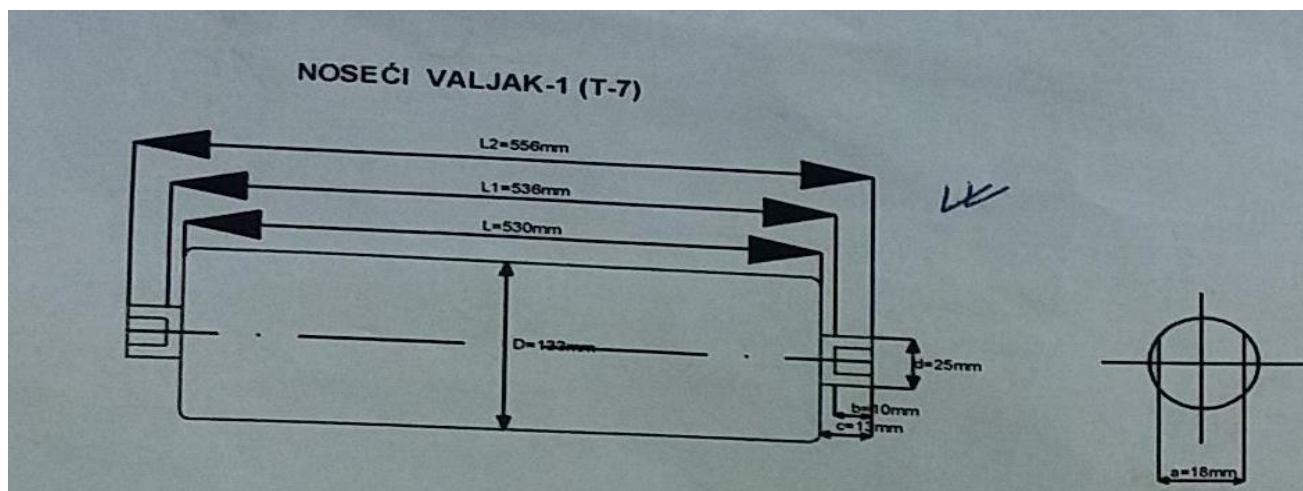 NOSEĆI VALJAK-1 (T-7)
L2=556mm
L1=536mm
L=530mm
D=133mm
d=25mm
b=10mm
c=13mm
a=18mm